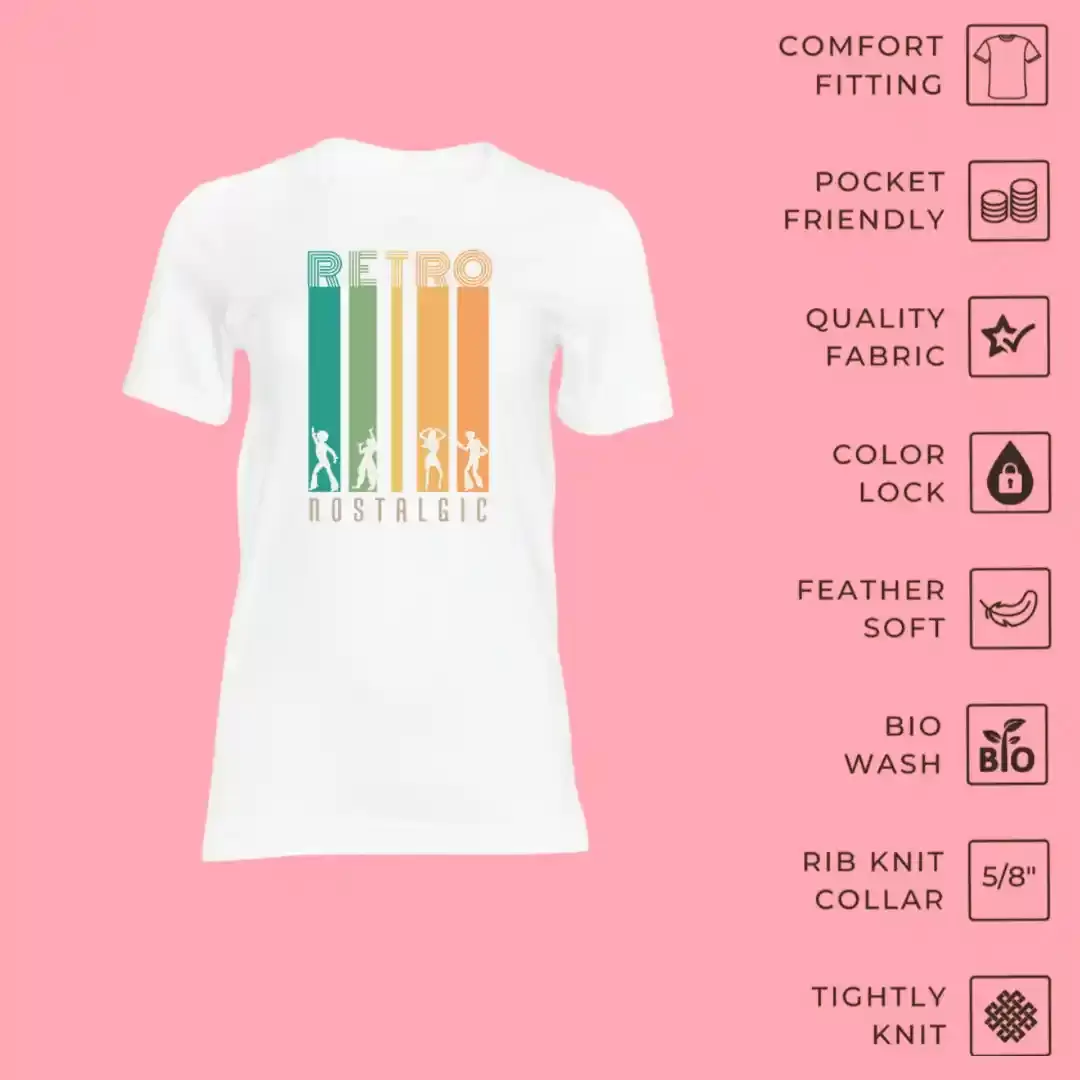 RETRO
NOSTALGIC
COMFORT
FITTING
POCKET
FRIENDLY
QUALITY
FABRIC
COLOR
LOCK
FEATHER
SOFT
BIO
WASH
BIO
RIB KNIT
COLLAR
5/8"
TIGHTLY
KNIT